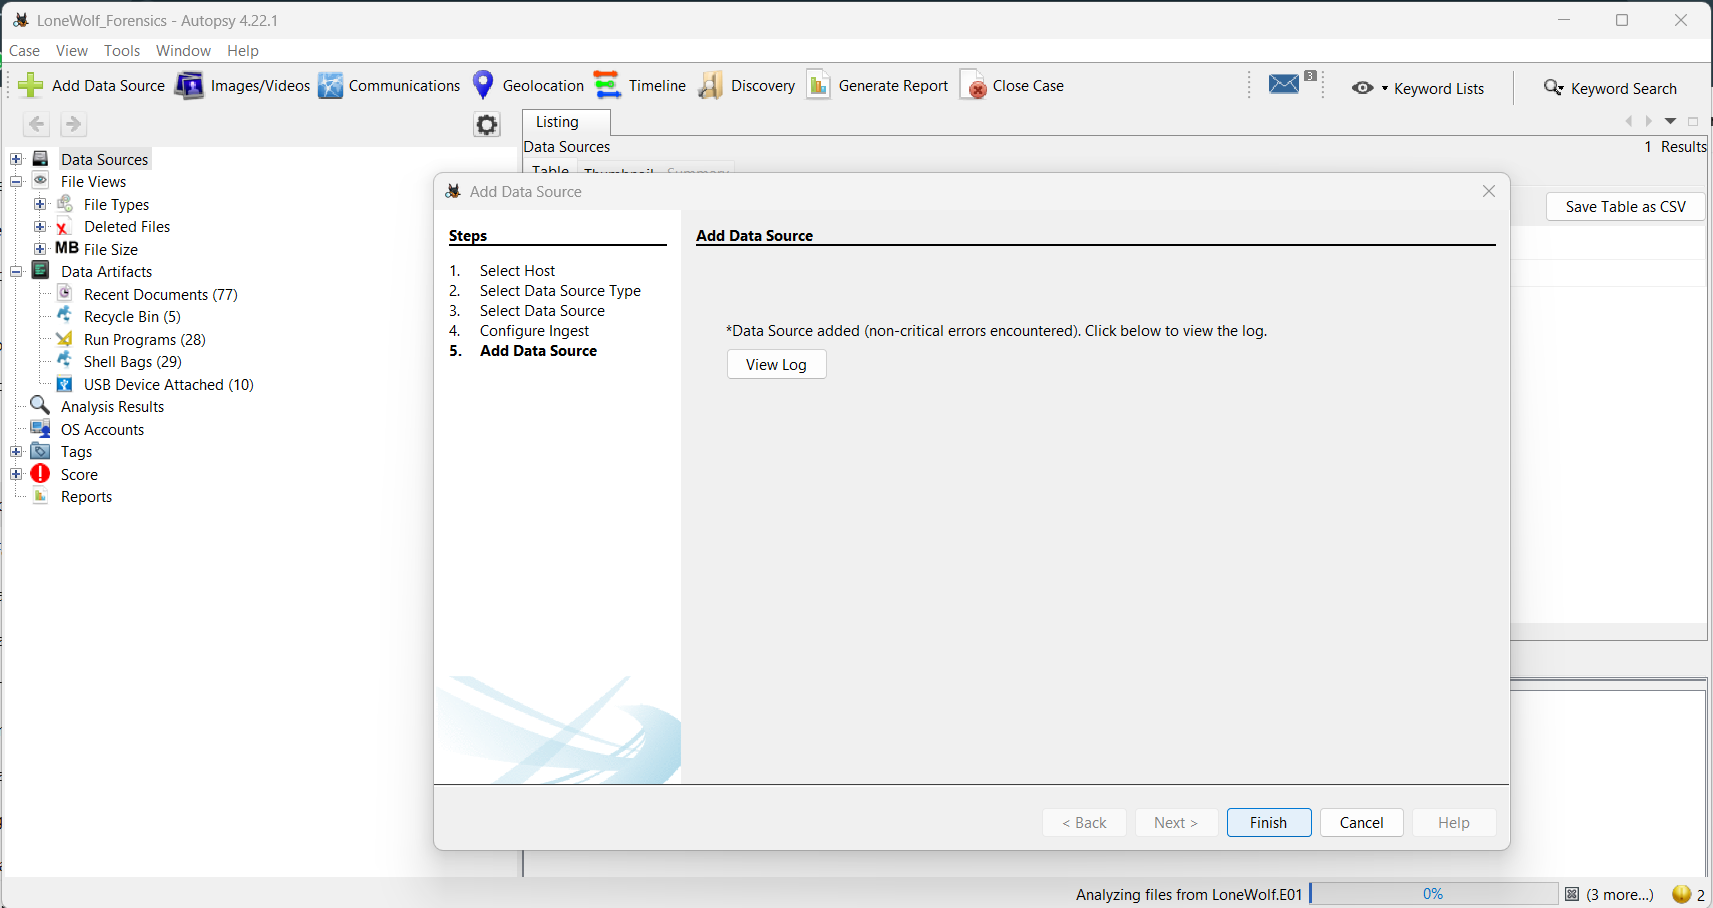 LoneWolf_Forensics - Autopsy 4.22.1
Case View Tools Window Help
Add Data Source Images/Videos Communications Geolocation Timeline Discovery Generate Report Close Case 3 Keyword Lists Keyword Search
Listing
Data Sources
1 Results
Table Thumbnail Summary
Save Table as CSV
Data Sources
File Views
File Types
Deleted Files
MB File Size
Data Artifacts
Recent Documents (77)
Recycle Bin (5)
Run Programs (28)
Shell Bags (29)
USB Device Attached (10)
Analysis Results
OS Accounts
Tags
Score
Reports
Add Data Source
Steps
1. Select Host
2. Select Data Source Type
3. Select Data Source
4. Configure Ingest
5. Add Data Source
Add Data Source
*Data Source added (non-critical errors encountered). Click below to view the log.
View Log
< Back Next > Finish Cancel Help
Analyzing files from LoneWolf.E01 0% (3 more...) 2